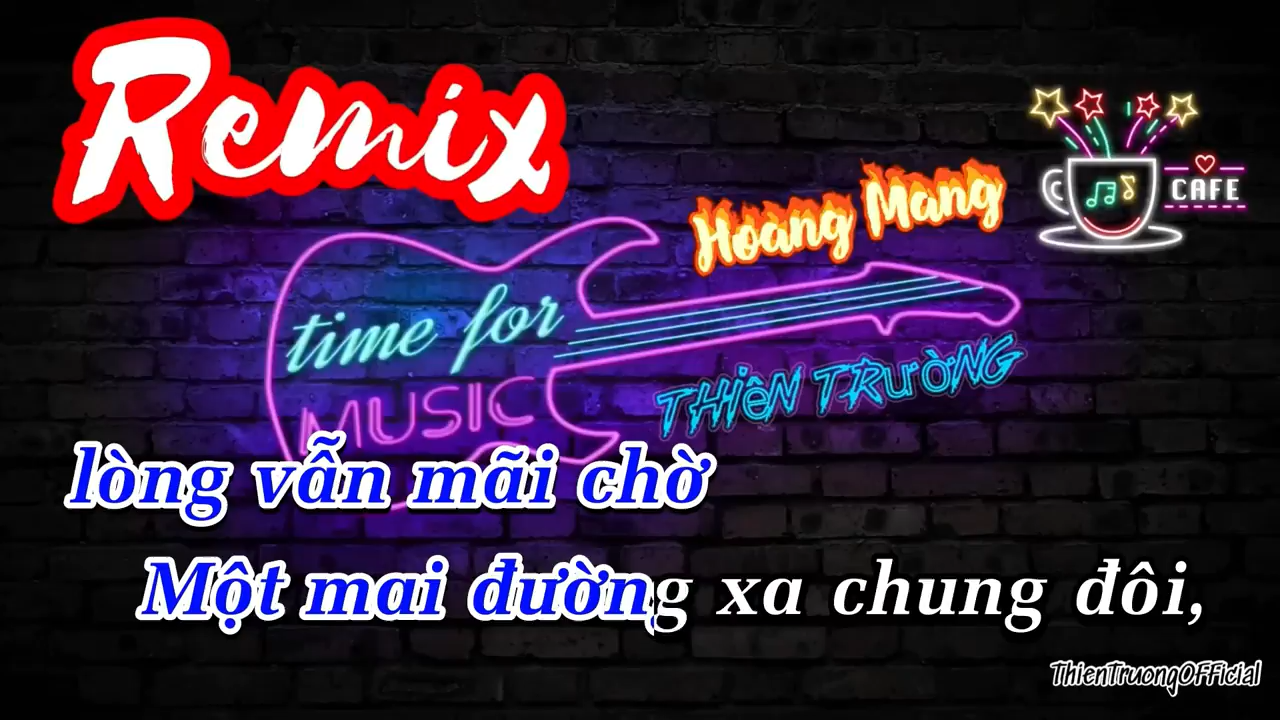 Remix
Hoang Mang
CAFE
time for
MUSIC
THIÊN TRƯỜNG
lòng vẫn mãi chờ
Một mai đường xa chung đôi,
ThienTruongOFFicial